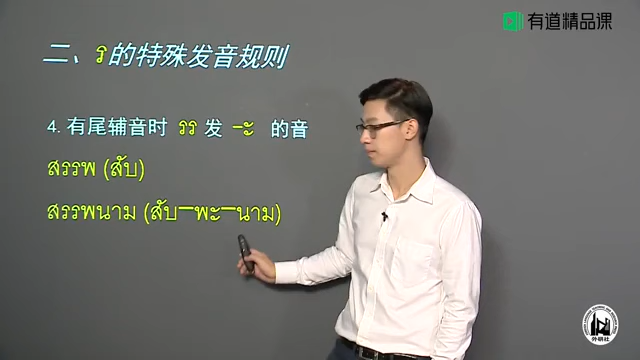 有道精品课
二、ร的特殊发音规则
4. 有尾辅音时 รร 发 -ะ 的音
สรรพ (สับ)
สรรพนาม (สับ-พะ-นาม)
外研社